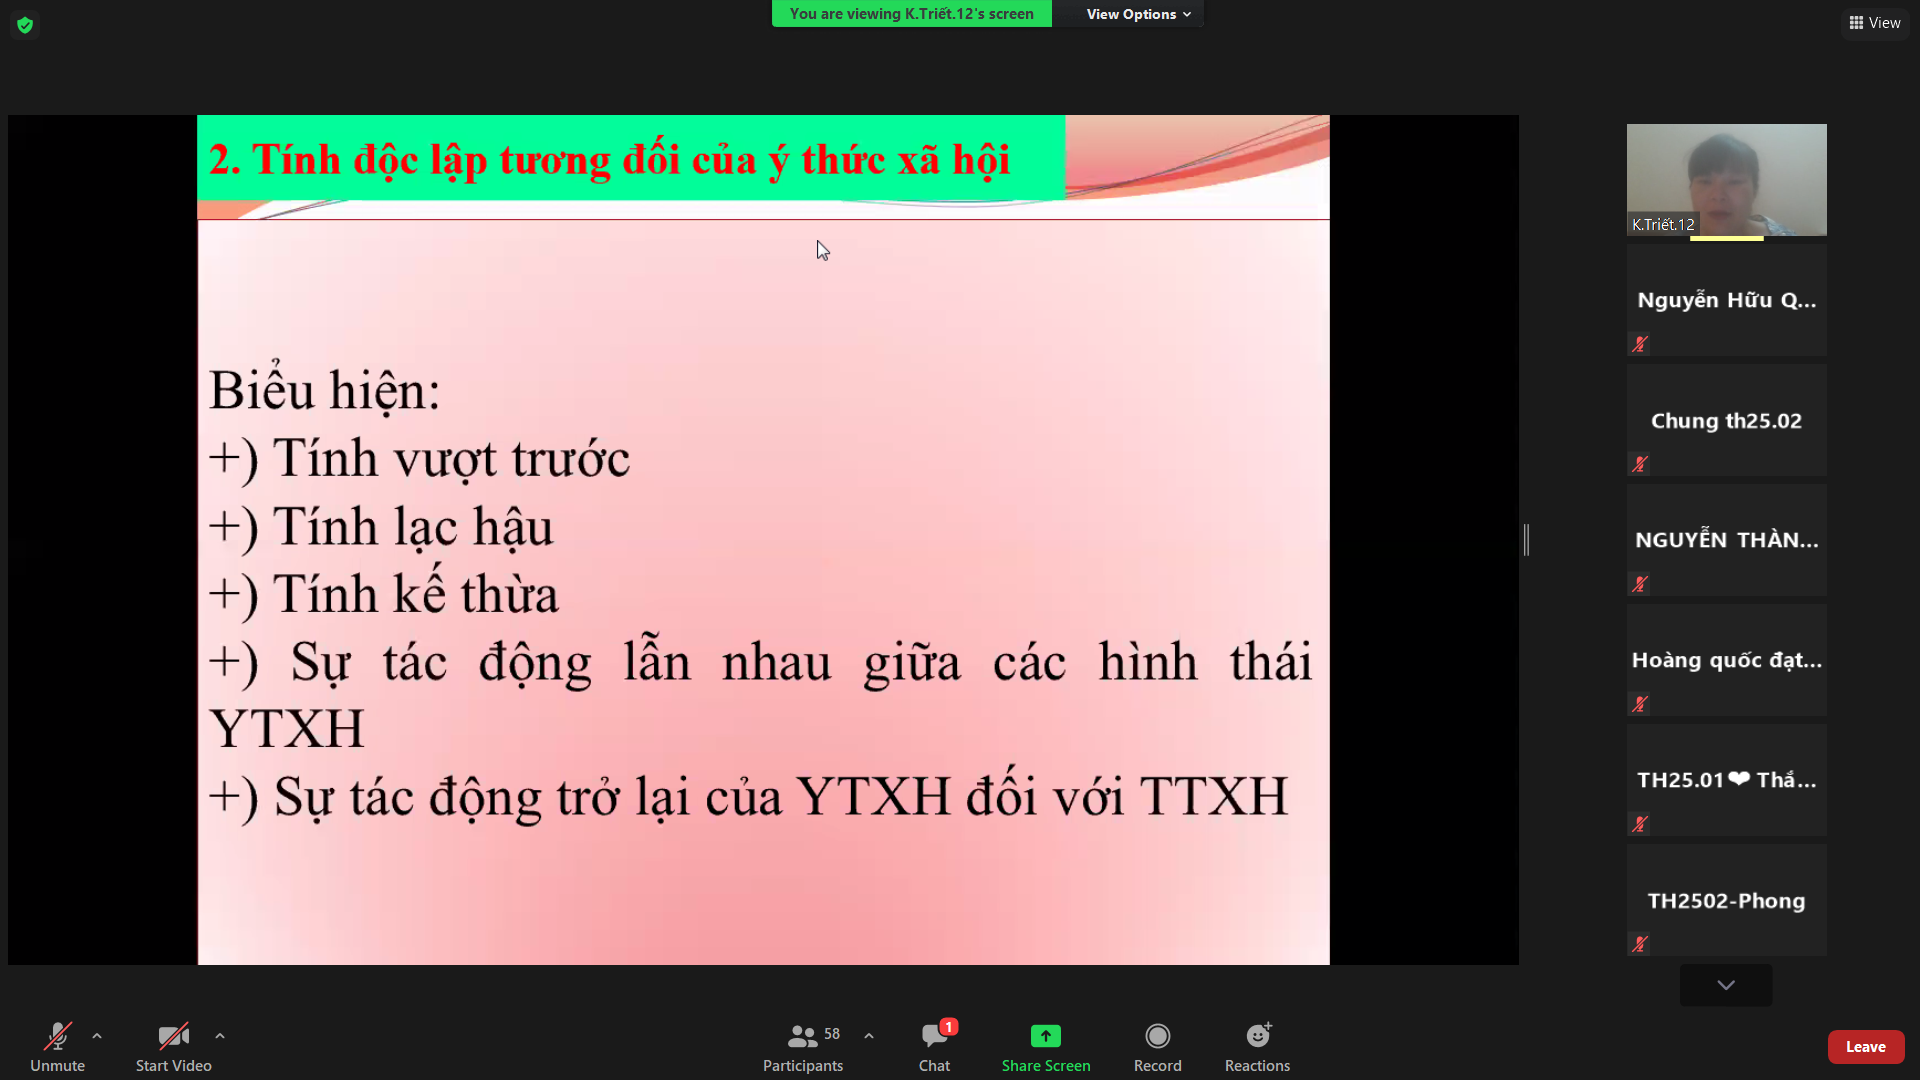 You are viewing K.Triết.12's screen
View Options
View
2. Tính độc lập tương đối của ý thức xã hội
Biểu hiện:
+) Tính vượt trước
+) Tính lạc hậu
+) Tính kế thừa
+) Sự tác động lẫn nhau giữa các hình thái
YTXH
+) Sự tác động trở lại của YTXH đối với TTXH
K.Triết.12
Nguyễn Hữu Q...
Chung th25.02
NGUYỄN THÀN...
Hoàng quốc đạt...
TH25.01❤ Thắ...
TH2502-Phong
Unmute
Start Video
58
Participants
1
Chat
Share Screen
Record
Reactions
Leave